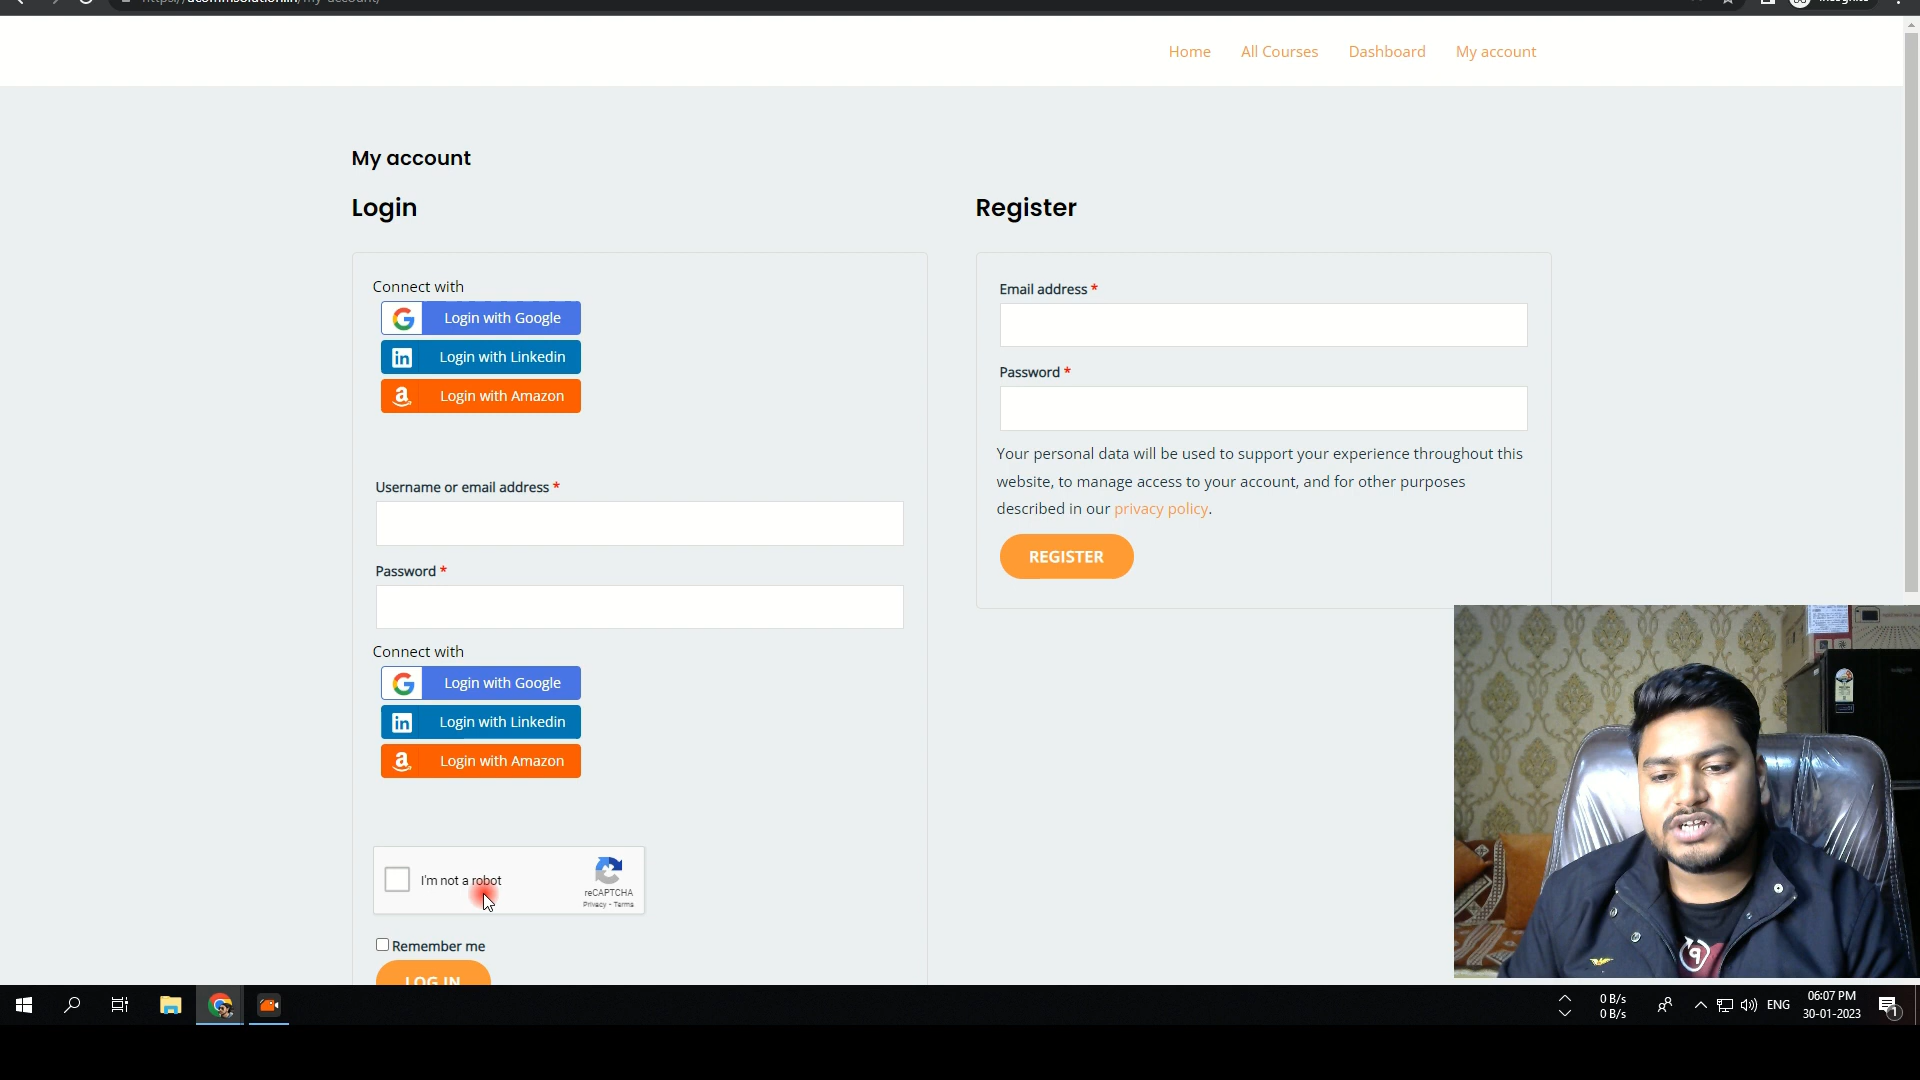 Home
All Courses
Dashboard
My account
My account
Login
Register
Connect with
Login with Google
Login with Linkedin
Login with Amazon
Username or email address *
Password *
Connect with
Login with Google
Login with Linkedin
Login with Amazon
I'm not a robot
reCAPTCHA
Privacy - Terms
Remember me
LOG IN
Email address *
Password *
Your personal data will be used to support your experience throughout this
website, to manage access to your account, and for other purposes
described in our privacy policy.
REGISTER
0 B/s
0 B/s
ENG
06:07 PM
30-01-2023
1